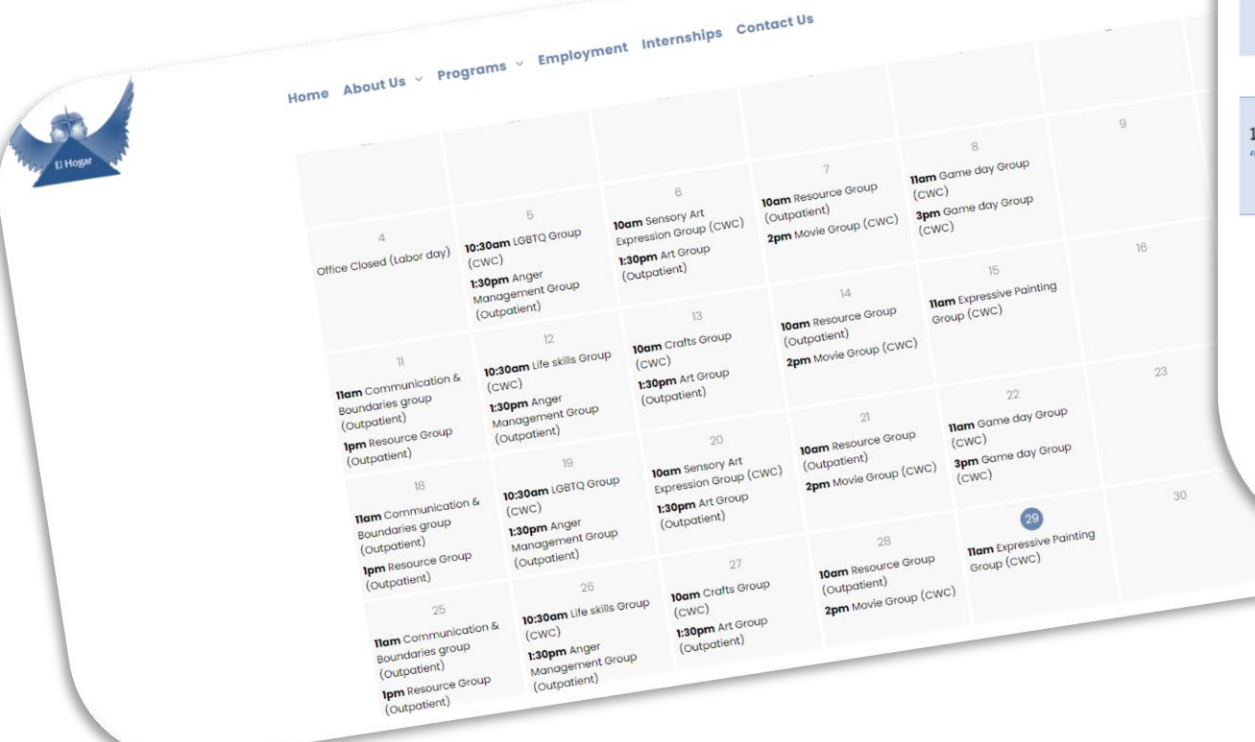 Home About Us Programs Employment Internships Contact Us
El Hogar
4
Office Closed (Labor day)
5
10:30am LGBTQ Group
(CWC)
1:30pm Anger
Management Group
(Outpatient)
6
10am Sensory Art
Expression Group (CWC)
1:30pm Art Group
(Outpatient)
7
10am Resource Group
(Outpatient)
2pm Movie Group (CWC)
8
11am Game day Group
(CWC)
3pm Game day Group
(CWC)
9
11
11am Communication &
Boundaries group
(Outpatient)
1pm Resource Group
(Outpatient)
12
10:30am Life skills Group
(CWC)
1:30pm Anger
Management Group
(Outpatient)
13
10am Crafts Group
(CWC)
1:30pm Art Group
(Outpatient)
14
10am Resource Group
(Outpatient)
2pm Movie Group (CWC)
15
11am Expressive Painting
Group (CWC)
16
18
11am Communication &
Boundaries group
(Outpatient)
1pm Resource Group
(Outpatient)
19
10:30am LGBTQ Group
(CWC)
1:30pm Anger
Management Group
(Outpatient)
20
10am Sensory Art
Expression Group (CWC)
1:30pm Art Group
(Outpatient)
21
10am Resource Group
(Outpatient)
2pm Movie Group (CWC)
22
11am Game day Group
(CWC)
3pm Game day Group
(CWC)
23
25
11am Communication &
Boundaries group
(Outpatient)
1pm Resource Group
(Outpatient)
26
10:30am Life skills Group
(CWC)
1:30pm Anger
Management Group
(Outpatient)
27
10am Crafts Group
(CWC)
1:30pm Art Group
(Outpatient)
28
10am Resource Group
(Outpatient)
2pm Movie Group (CWC)
29
11am Expressive Painting
Group (CWC)
30